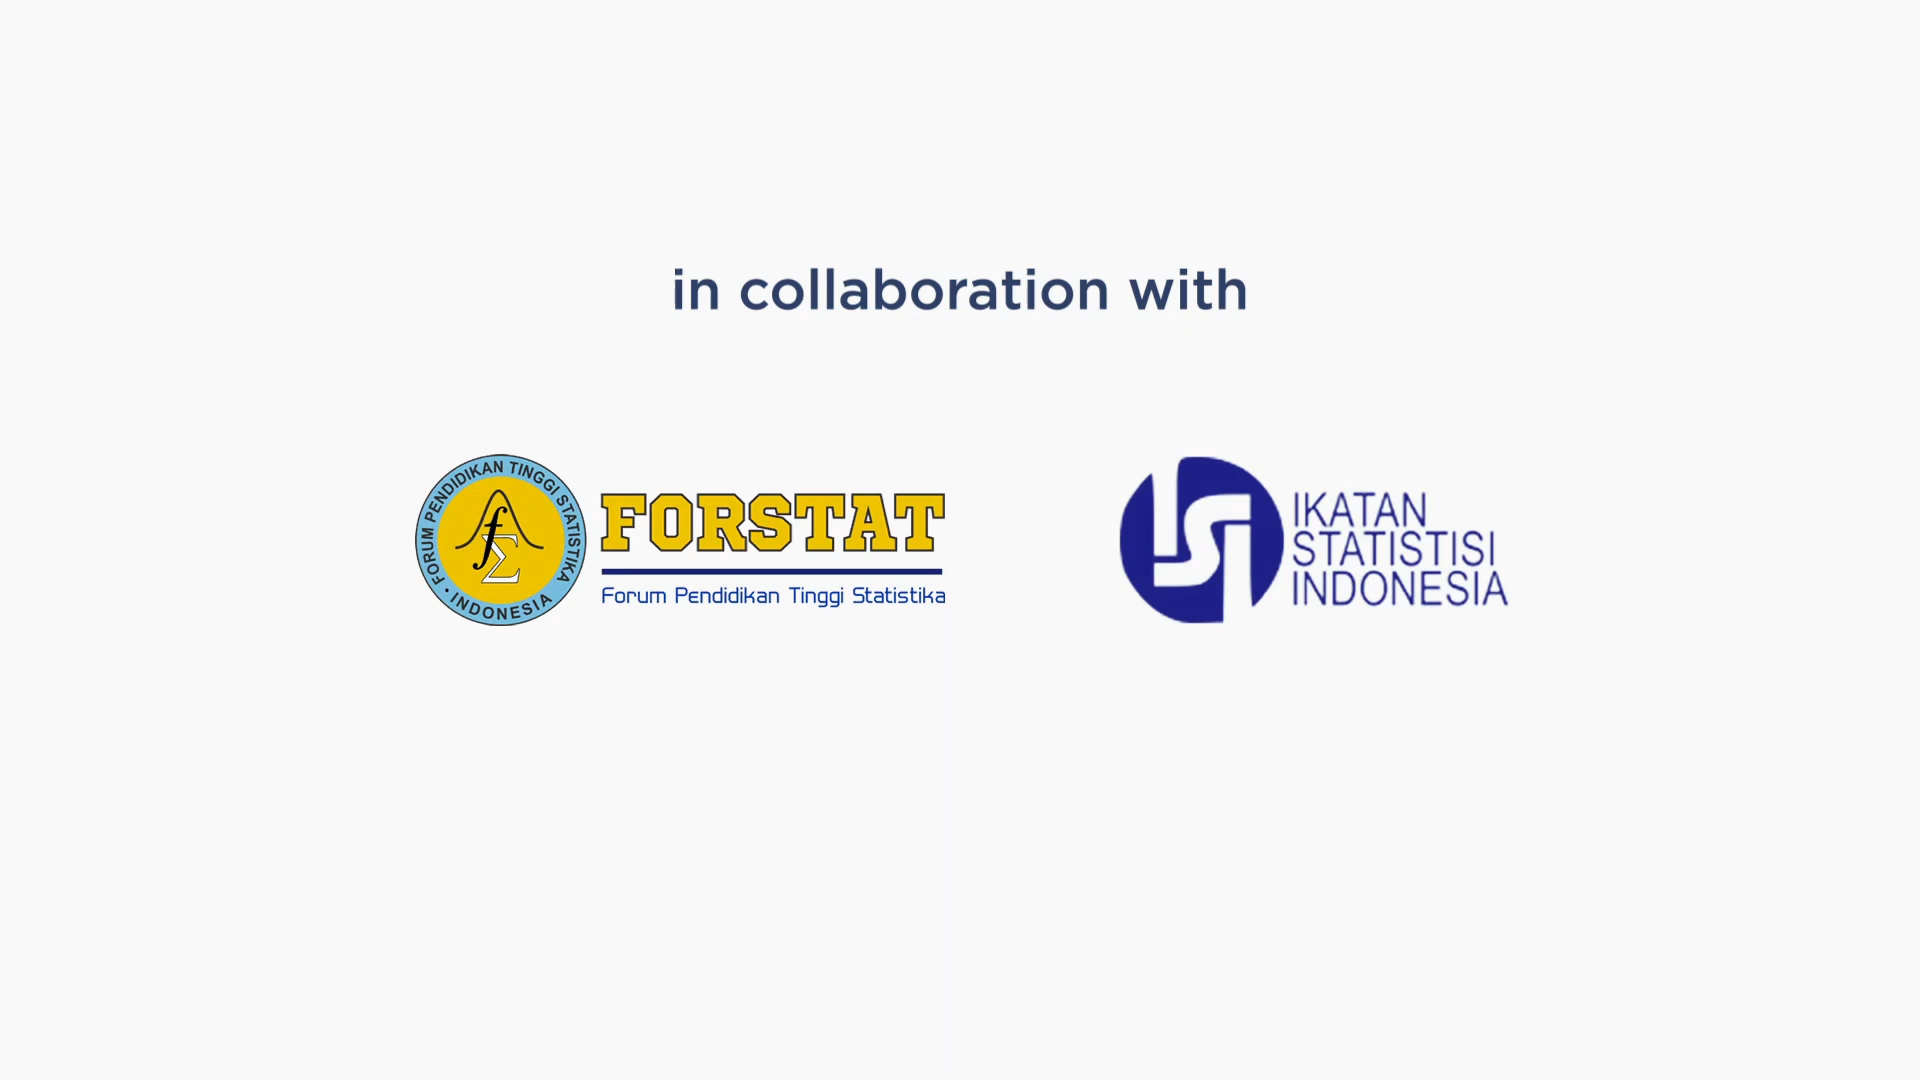 in collaboration with
FORUM PENDIDIKAN TINGGI STATISTIKA
• INDONESIA
f
Σ
FORSTAT
Forum Pendidikan Tinggi Statistika
IKATAN
STATISTISI
INDONESIA